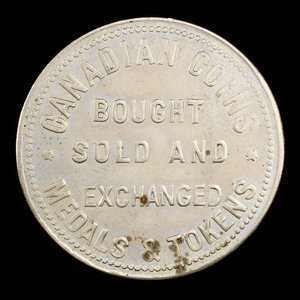 CANADIAN COINS
BOUGHT
SOLD AND
EXCHANGED
MEDALS & TOKENS